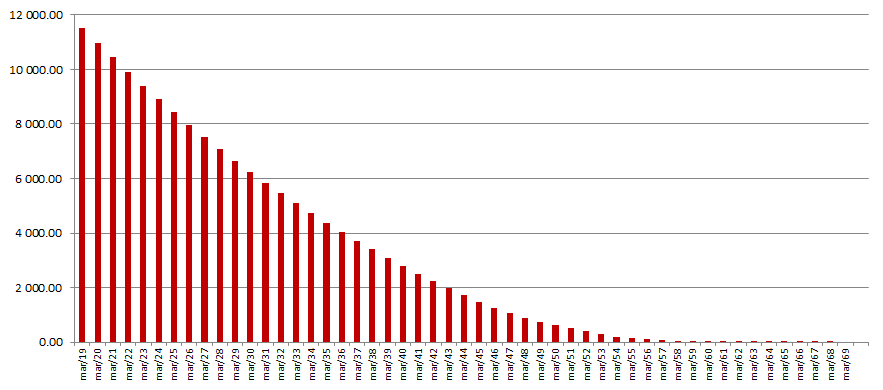 12 000.00
10 000.00
8 000.00
6 000.00
4 000.00
2 000.00
0.00
mar/19
mar/20
mar/21
mar/22
mar/23
mar/24
mar/25
mar/26
mar/27
mar/28
mar/29
mar/30
mar/31
mar/32
mar/33
mar/34
mar/35
mar/36
mar/37
mar/38
mar/39
mar/40
mar/41
mar/42
mar/43
mar/44
mar/45
mar/46
mar/47
mar/48
mar/49
mar/50
mar/51
mar/52
mar/53
mar/54
mar/55
mar/56
mar/57
mar/58
mar/59
mar/60
mar/61
mar/62
mar/63
mar/64
mar/65
mar/66
mar/67
mar/68
mar/69